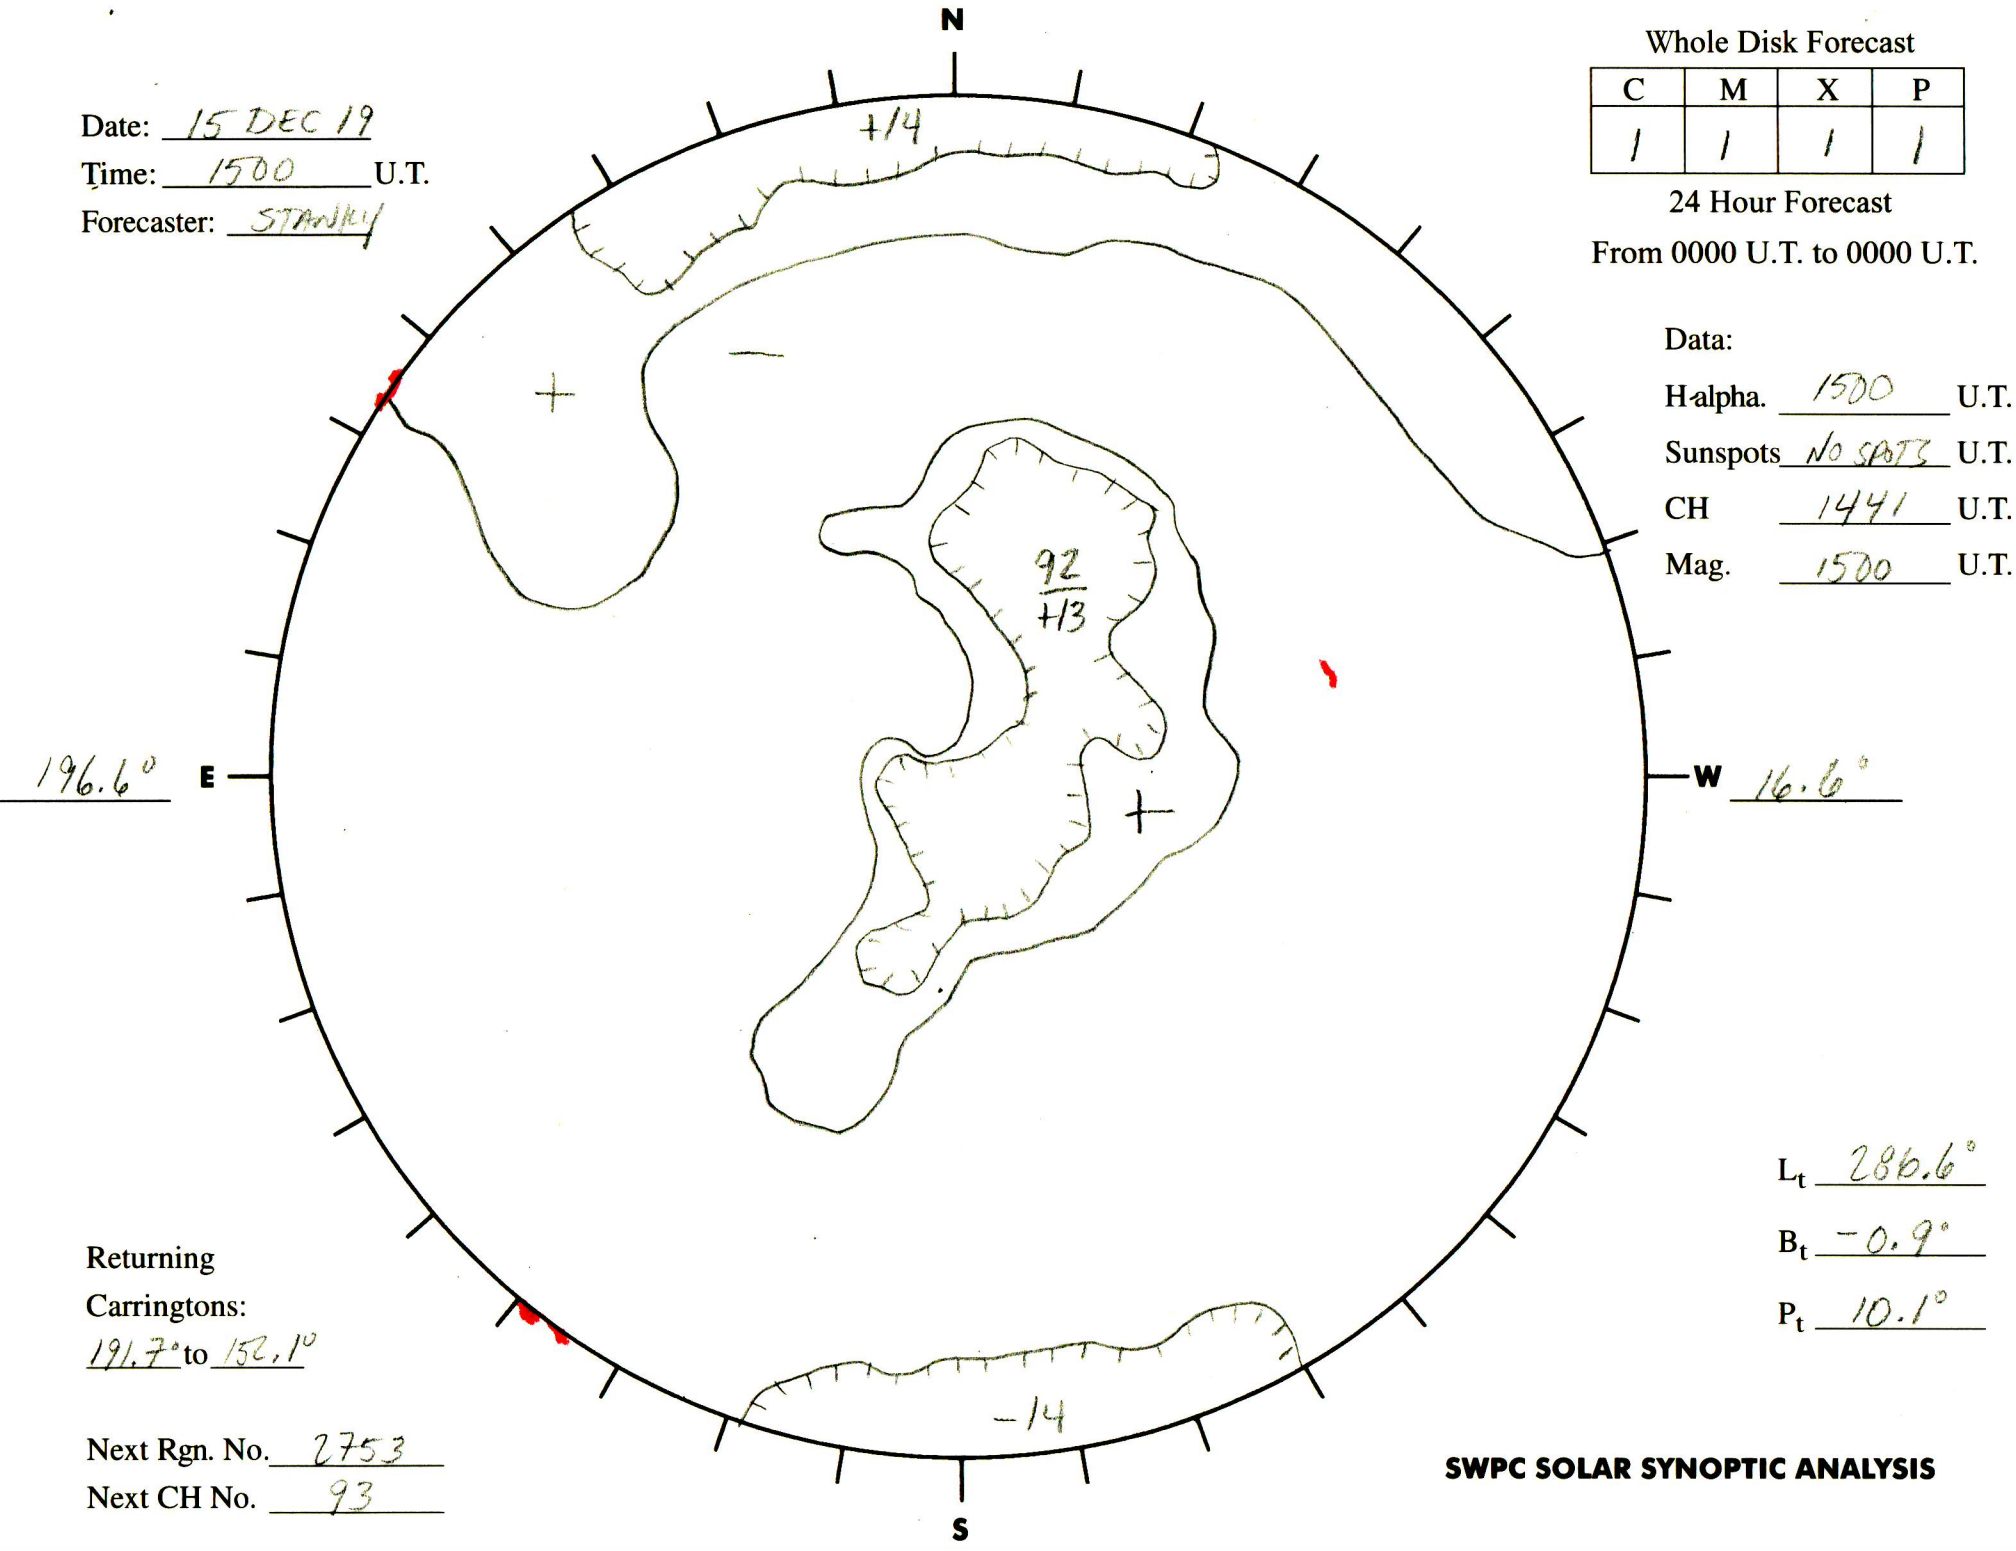 N
Date: 15 DEC 19
Time: 1500 U.T.
Forecaster:
Whole Disk Forecast
C M X P
1 1 1 1
24 Hour Forecast
From 0000 U.T. to 0000 U.T.
+14
+
—
Data:
H-alpha. 1500 U.T.
Sunspots NO SPOTS U.T.
CH 1441 U.T.
Mag. 1500 U.T.
92
+13
196.6° E
W 16.6°
+
Lt 286.6°
Bt -0.9°
Pt 10.1°
Returning
Carringtons:
191.7° to 152.1°
-14
Next Rgn. No. 2753
Next CH No. 93
SWPC SOLAR SYNOPTIC ANALYSIS
S